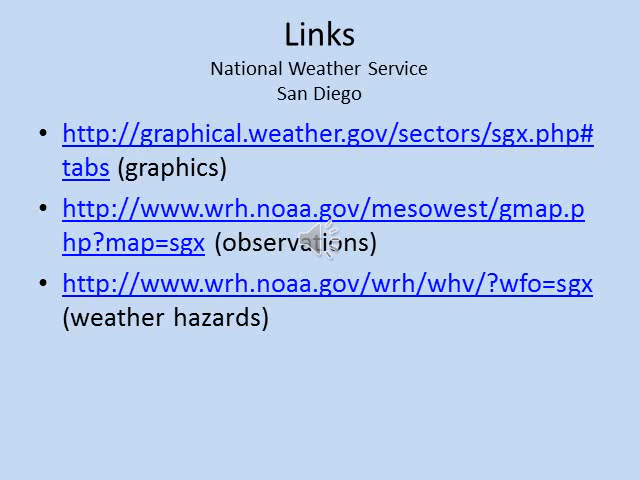 Links
National Weather Service
San Diego
• http://graphical.weather.gov/sectors/sgx.php#
tabs (graphics)
• http://www.wrh.noaa.gov/mesowest/gmap.p
hp?map=sgx (observations)
• http://www.wrh.noaa.gov/wrh/whv/?wfo=sgx
(weather hazards)